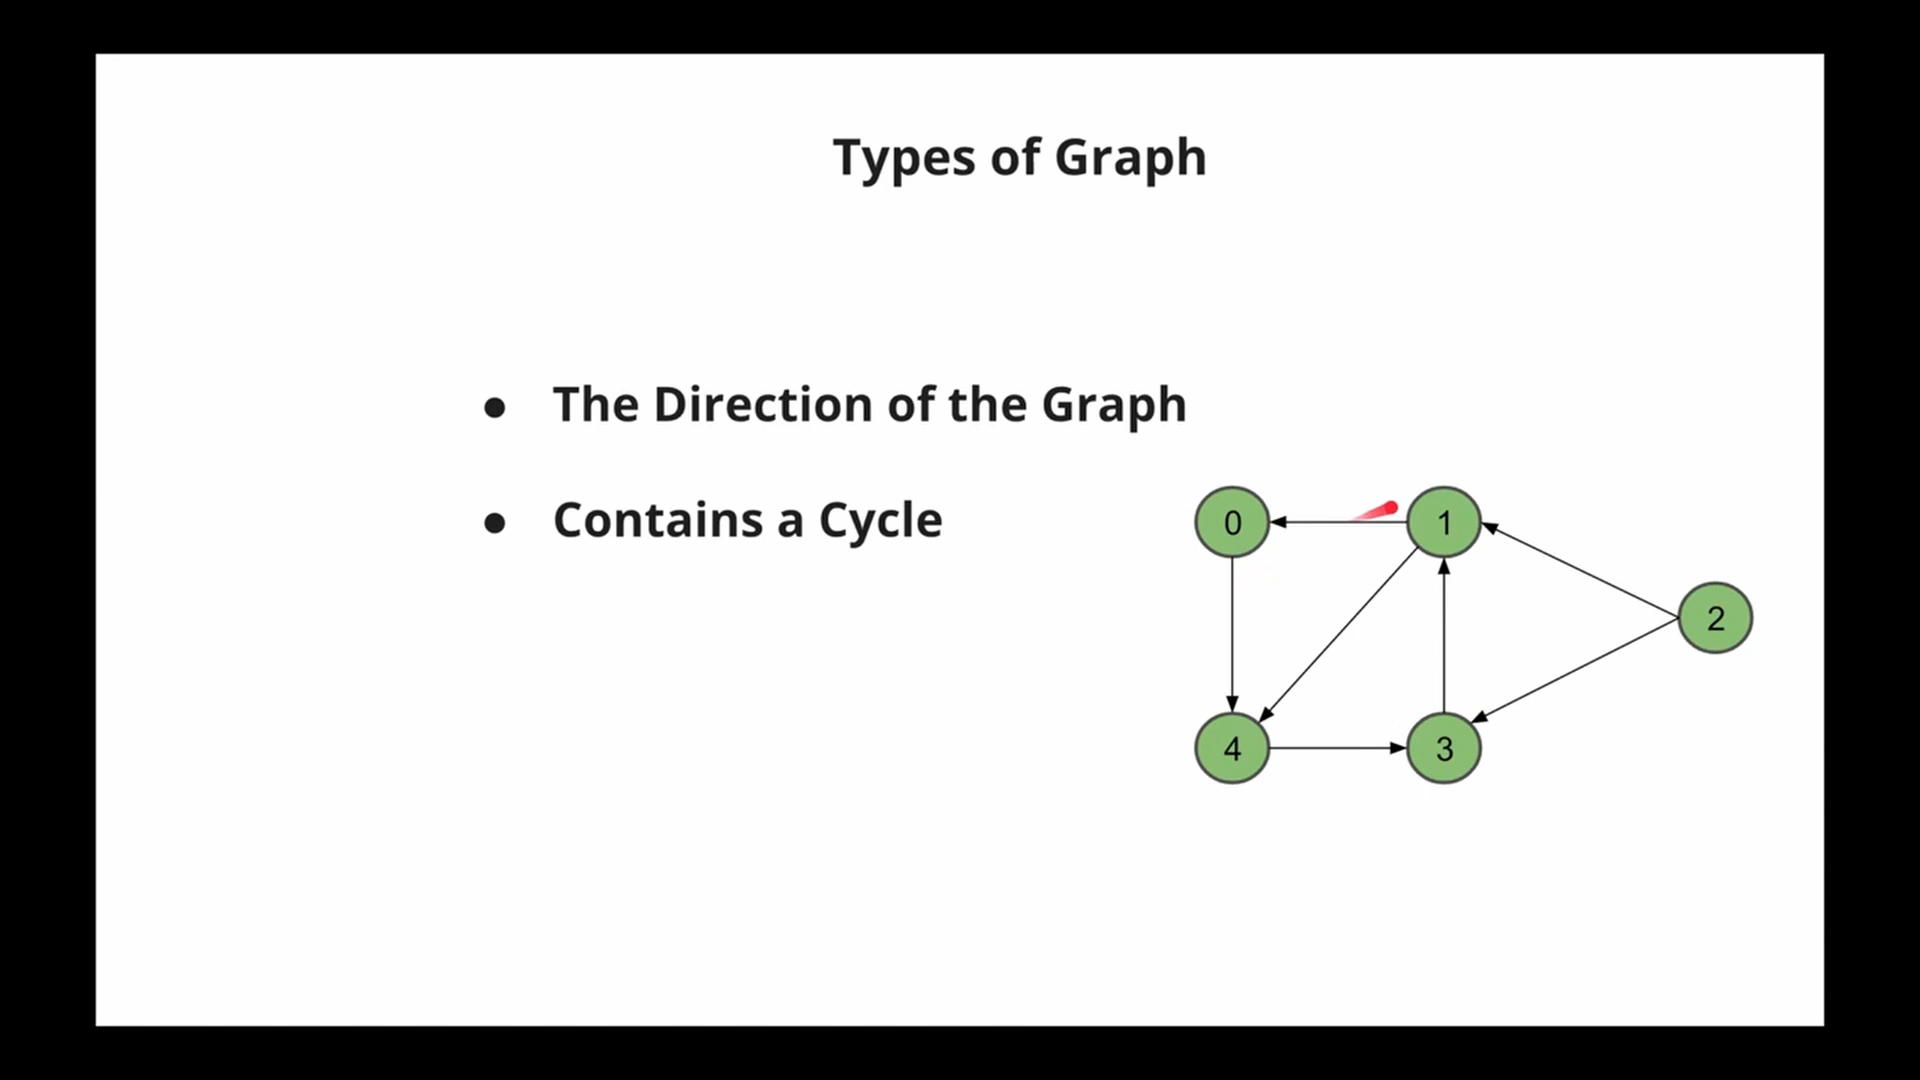 Types of Graph
● The Direction of the Graph
● Contains a Cycle
0
1
2
4
3